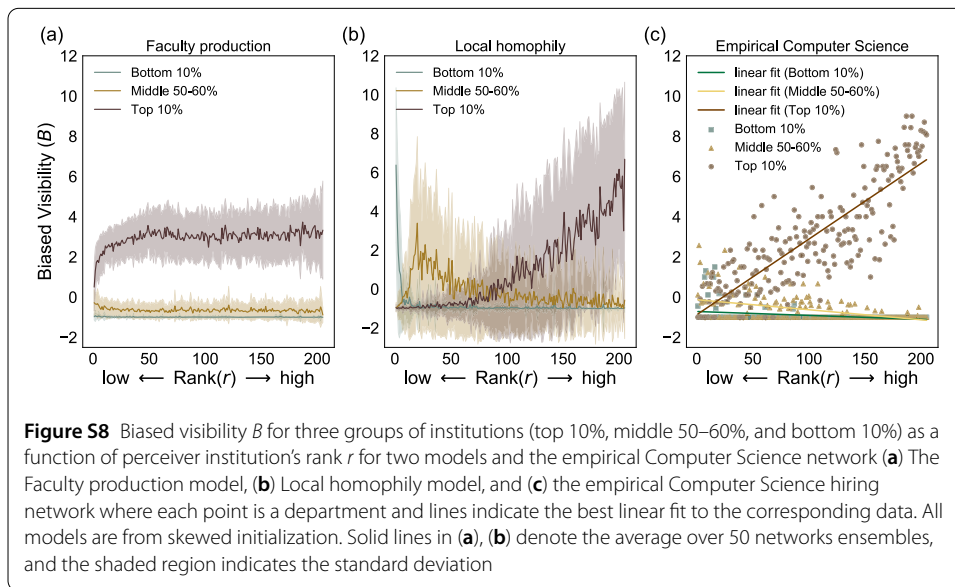 (a)
Faculty production
12
10
8
6
4
2
0
−2
Biased Visibility (B)
Bottom 10%
Middle 50-60%
Top 10%
0 50 100 150 200
low ← Rank(r) → high
(b)
Local homophily
12
10
8
6
4
2
0
−2
Bottom 10%
Middle 50-60%
Top 10%
0 50 100 150 200
low ← Rank(r) → high
(c)
Empirical Computer Science
12
10
8
6
4
2
0
−2
linear fit (Bottom 10%)
linear fit (Middle 50-60%)
linear fit (Top 10%)
Bottom 10%
Middle 50-60%
Top 10%
0 50 100 150 200
low ← Rank(r) → high
Figure S8 Biased visibility B for three groups of institutions (top 10%, middle 50–60%, and bottom 10%) as a
function of perceiver institution's rank r for two models and the empirical Computer Science network (a) The
Faculty production model, (b) Local homophily model, and (c) the empirical Computer Science hiring
network where each point is a department and lines indicate the best linear fit to the corresponding data. All
models are from skewed initialization. Solid lines in (a), (b) denote the average over 50 networks ensembles,
and the shaded region indicates the standard deviation